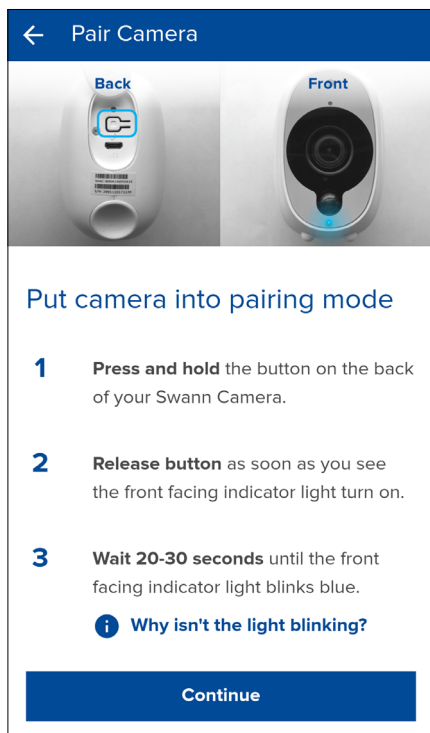 Pair Camera
Back
Front
Put camera into pairing mode
1
Press and hold the button on the back
of your Swann Camera.
2
Release button as soon as you see
the front facing indicator light turn on.
3
Wait 20-30 seconds until the front
facing indicator light blinks blue.
Why isn't the light blinking?
Continue